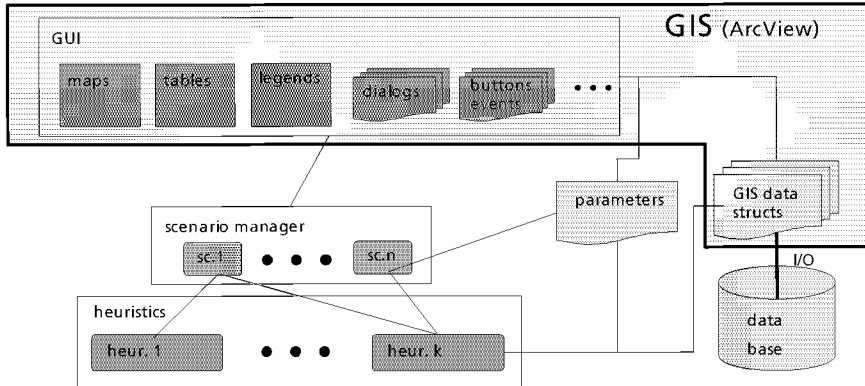 GIS (ArcView)
GUI
maps
tables
legends
dialogs
buttons
events
parameters
GIS data
structs
scenario manager
sc.1
sc.n
I/O
heuristics
heur. 1
heur. k
data
base